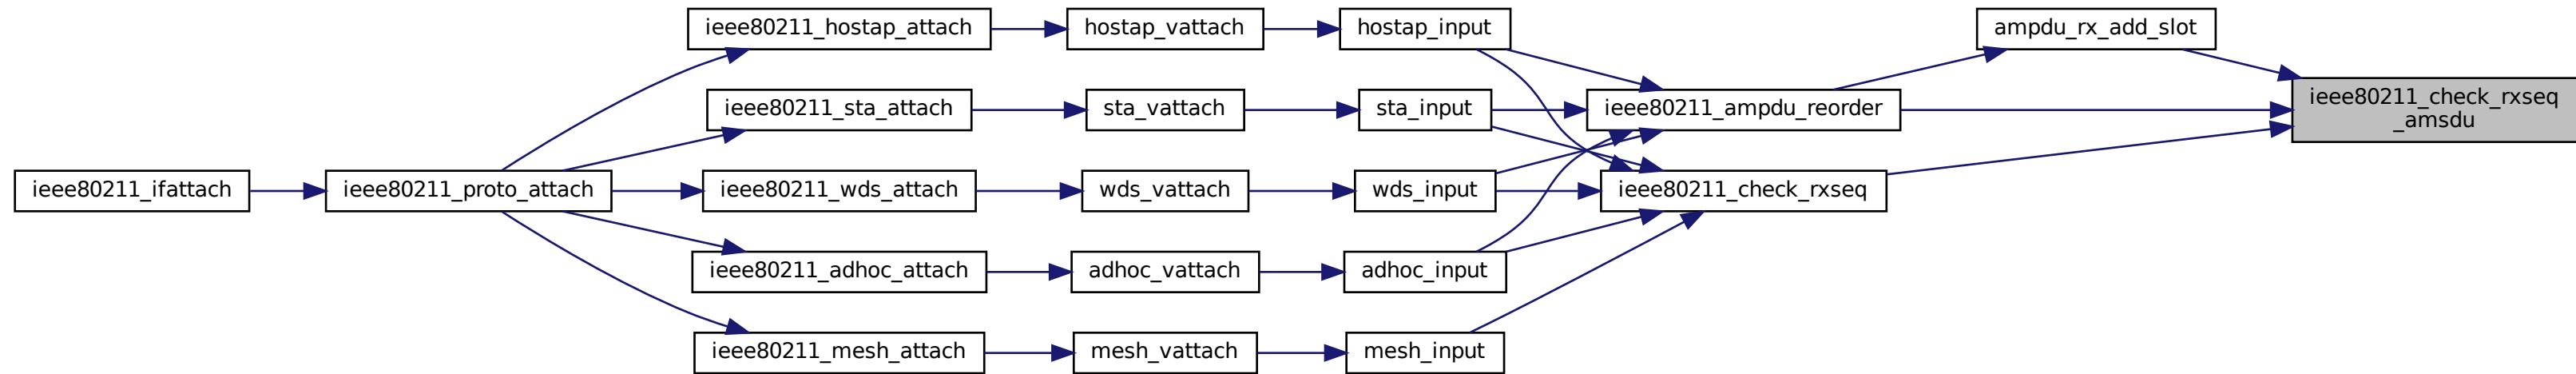 ieee80211_hostap_attach
hostap_vattach
hostap_input
ampdu_rx_add_slot
ieee80211_check_rxseq
_amsdu
ieee80211_sta_attach
sta_vattach
sta_input
ieee80211_ampdu_reorder
ieee80211_ifattach
ieee80211_proto_attach
ieee80211_wds_attach
wds_vattach
wds_input
ieee80211_check_rxseq
ieee80211_adhoc_attach
adhoc_vattach
adhoc_input
ieee80211_mesh_attach
mesh_vattach
mesh_input